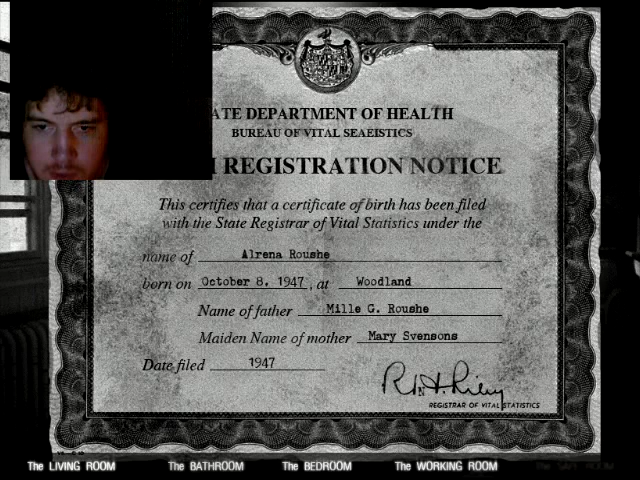 ATE DEPARTMENT OF HEALTH
BUREAU OF VITAL SEAEISTICS
REGISTRATION NOTICE
This certifies that a certificate of birth has been filed
with the State Registrar of Vital Statistics under the
name of Alrena Roushe
born on October 8, 1947, at Woodland
Name of father Mille G. Roushe
Maiden Name of mother Mary Svensons
Date filed 1947
REGISTRAR OF VITAL STATISTICS
The LIVING ROOM The BATHROOM The BEDROOM The WORKING ROOM